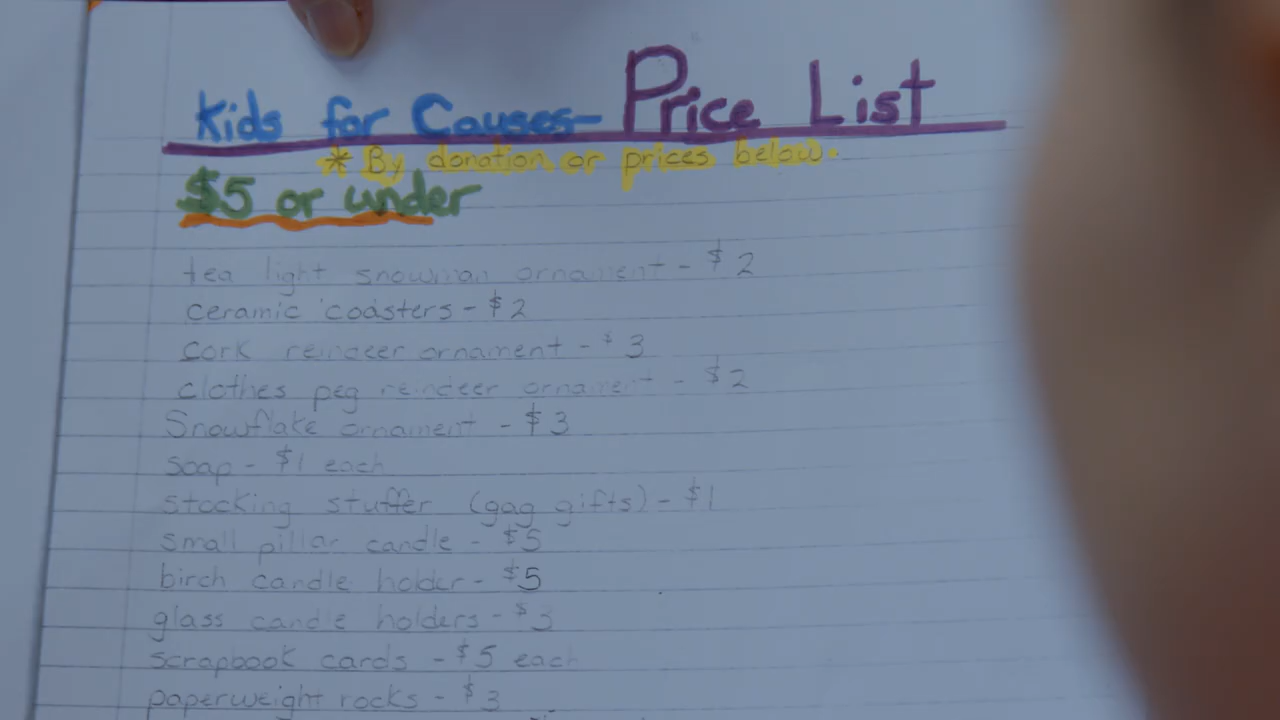 Kids for Causes- Price List
* By donation or prices below.
$5 or under
tea light snowman ornament - $2
ceramic coasters - $2
cork reindeer ornament - $3
clothes peg reindeer ornament - $2
Snowflake ornament - $3
soap - $1 each
stocking stuffer (gag gifts) - $1
small pillar candle - $5
birch candle holder - $5
glass candle holders - $3
scrapbook cards - $5 each
paperweight rocks - $3